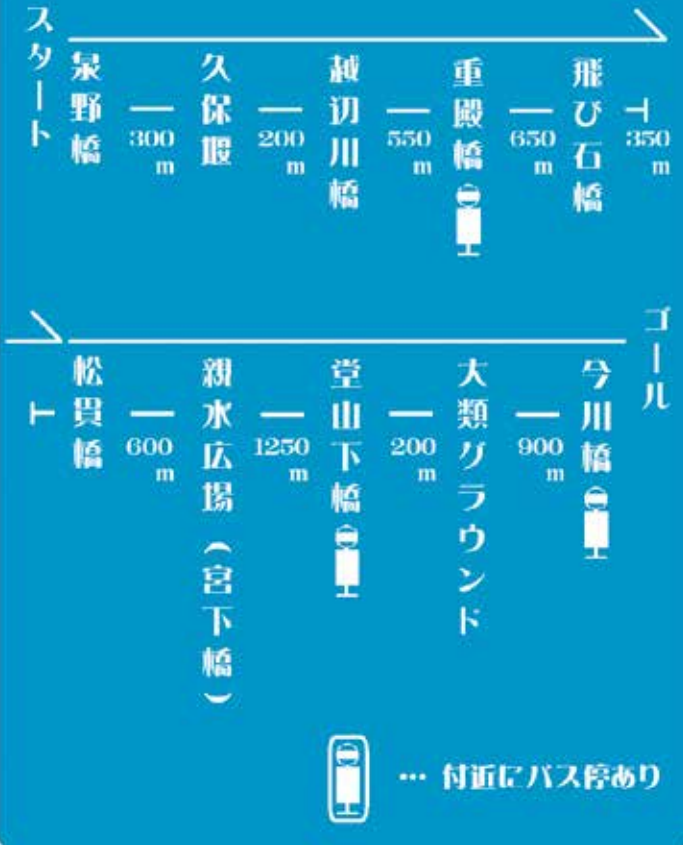 スタート
泉野橋
300m
久保堰
200m
越辺川橋
550m
重殿橋
650m
飛び石橋
350m
松貫橋
600m
親水広場（宮下橋）
1250m
堂山下橋
200m
大類グラウンド
900m
今川橋
ゴール
… 付近にバス停あり